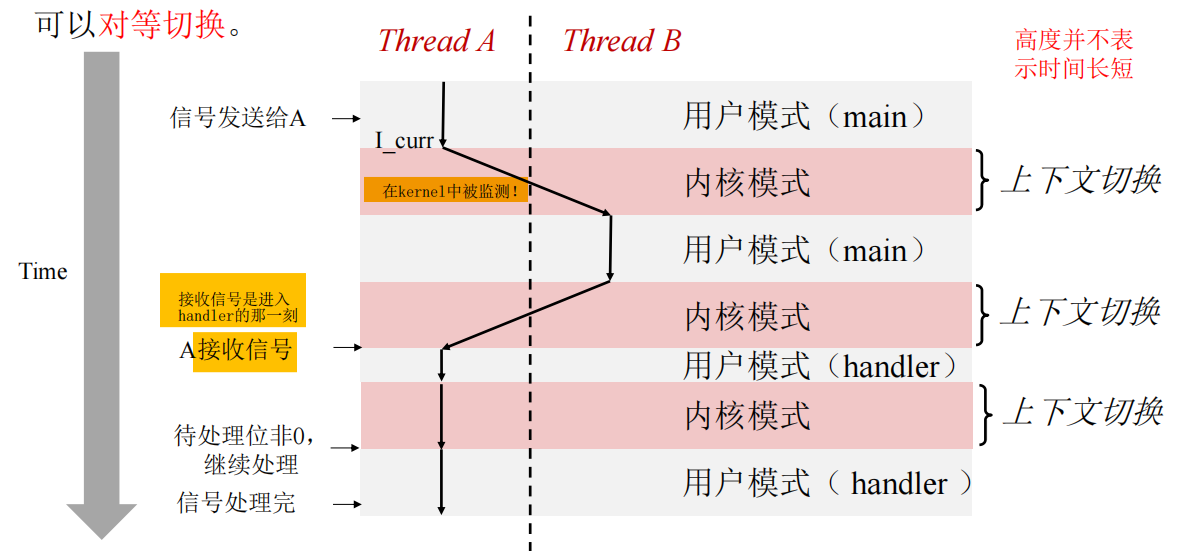 可以对等切换。
Thread A
Thread B
高度并不表
示时间长短
信号发送给A
用户模式（main）
I_curr
在kernel中被监测！
内核模式
上下文切换
用户模式（main）
Time
接收信号是进入
handler的那一刻
内核模式
上下文切换
A接收信号
用户模式（handler）
内核模式
上下文切换
待处理位非0，
继续处理
用户模式（ handler ）
信号处理完